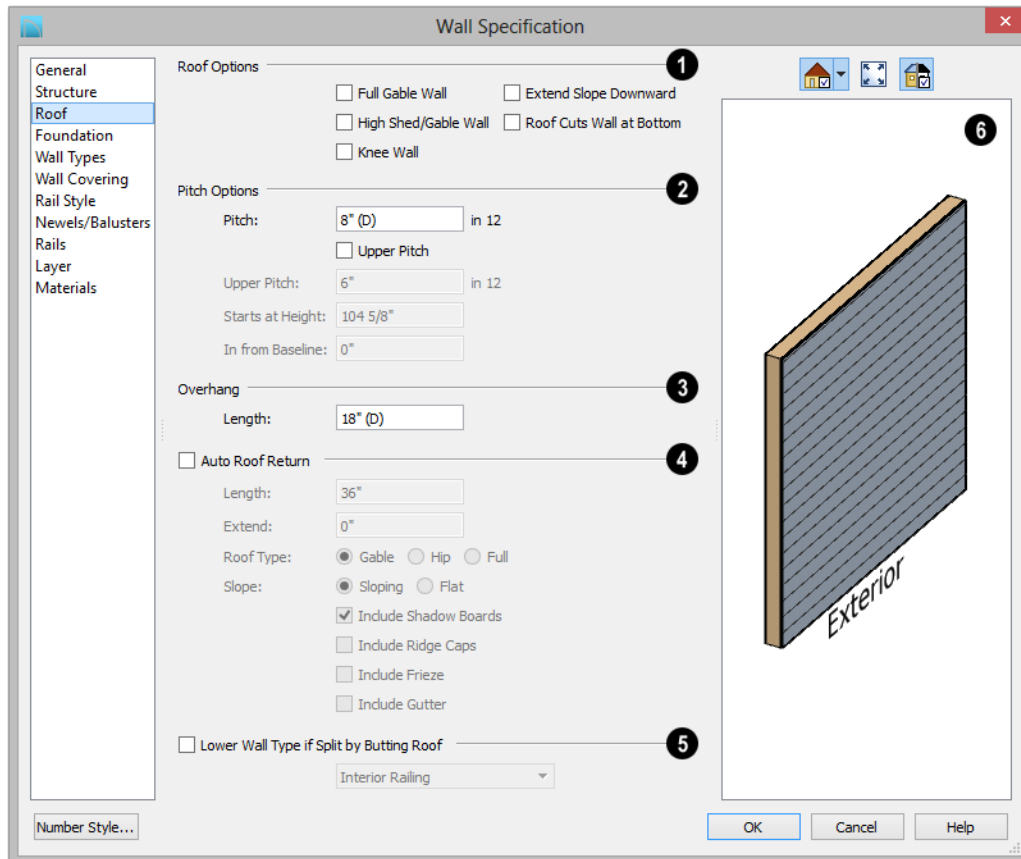 Wall Specification
General
Structure
Roof
Foundation
Wall Types
Wall Covering
Rail Style
Newels/Balusters
Rails
Layer
Materials
Roof Options
1
Full Gable Wall
Extend Slope Downward
High Shed/Gable Wall
Roof Cuts Wall at Bottom
Knee Wall
Pitch Options
2
Pitch: 8" (D) in 12
Upper Pitch
Upper Pitch: 6" in 12
Starts at Height: 104 5/8"
In from Baseline: 0"
Overhang
3
Length: 18" (D)
Auto Roof Return
4
Length: 36"
Extend: 0"
Roof Type: Gable Hip Full
Slope: Sloping Flat
Include Shadow Boards
Include Ridge Caps
Include Frieze
Include Gutter
Lower Wall Type if Split by Butting Roof
5
Interior Railing
6
Exterior
Number Style...
OK
Cancel
Help